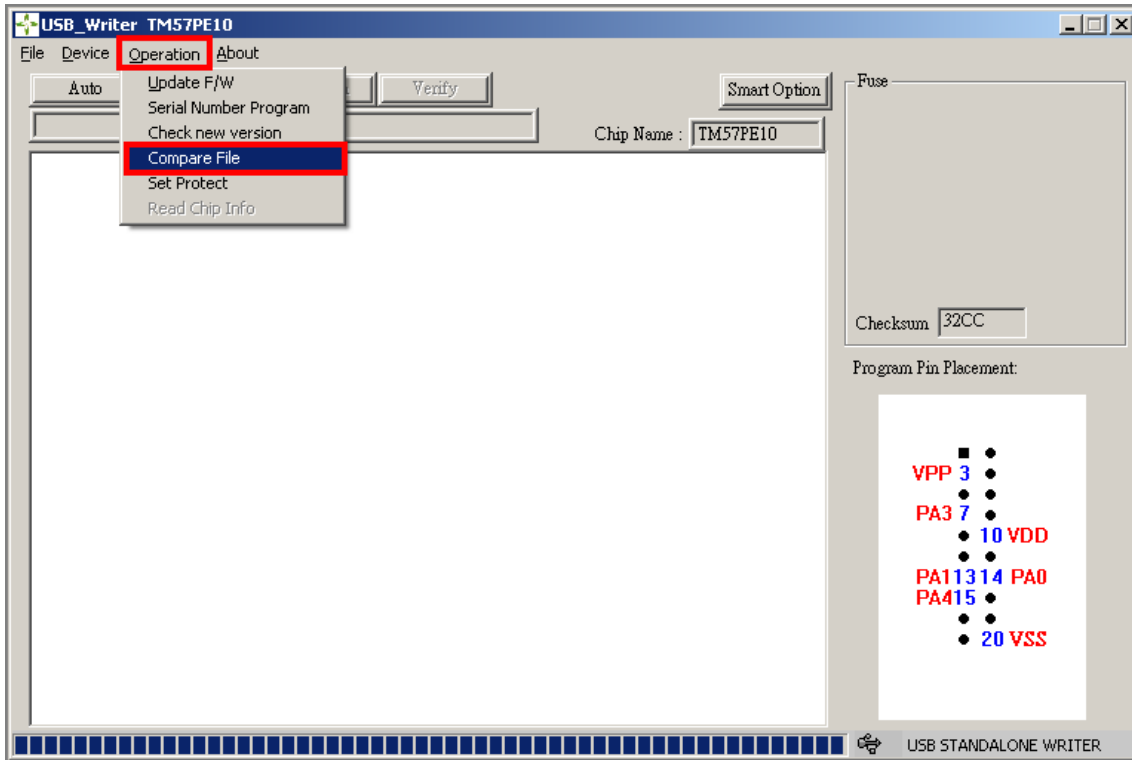 USB_Writer TM57PE10
File Device Operation About
Auto Verify Smart Option
Update F/W
Serial Number Program
Check new version
Compare File
Set Protect
Read Chip Info
Chip Name : TM57PE10
Fuse
Checksum 32CC
Program Pin Placement:
VPP 3
PA3 7
10 VDD
PA1 13 14 PA0
PA4 15
20 VSS
USB STANDALONE WRITER